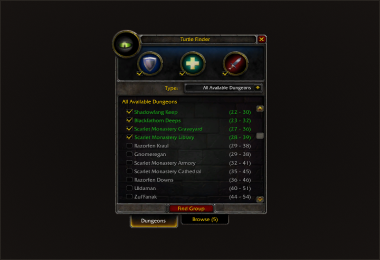 Turtle Finder
Type: All Available Dungeons
All Available Dungeons
Shadowfang Keep (22 - 30)
Blackfathom Deeps (23 - 32)
Scarlet Monastery Graveyard (27 - 36)
Scarlet Monastery Library (28 - 39)
Razorfen Kraul (29 - 38)
Gnomeregan (29 - 38)
Scarlet Monastery Armory (32 - 41)
Scarlet Monastery Cathedral (35 - 45)
Razorfen Downs (36 - 46)
Uldaman (40 - 51)
Zul'Farrak (44 - 54)
Find Group
Dungeons
Browse (5)